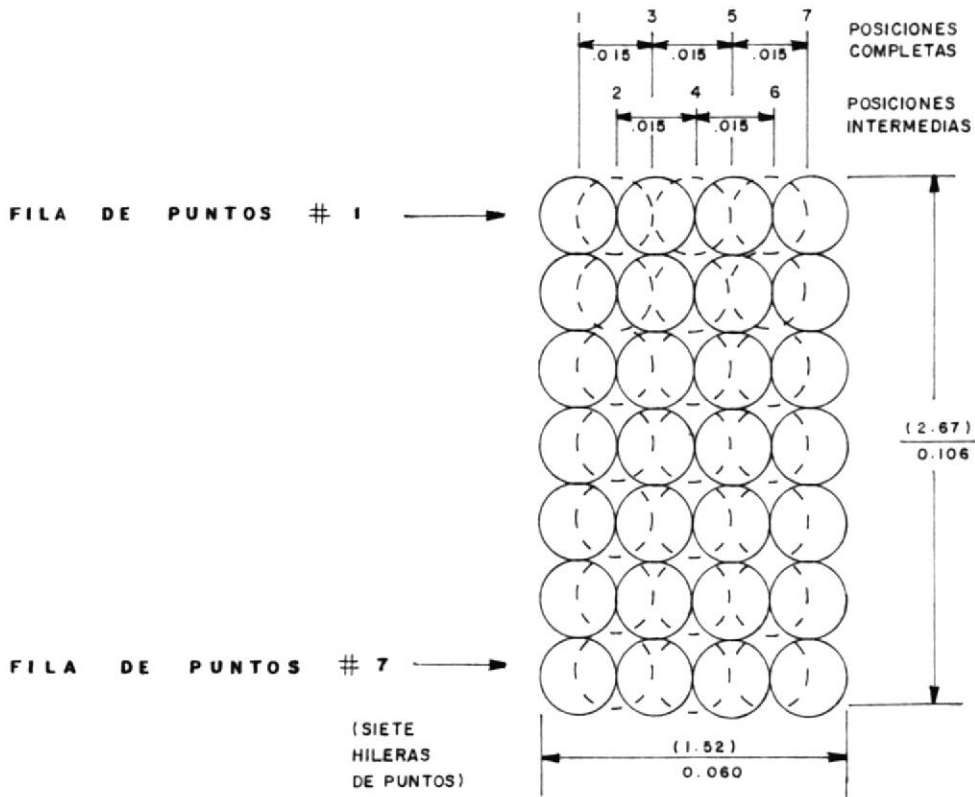 1 3 5 7
POSICIONES
COMPLETAS
.015 .015 .015
2 4 6
POSICIONES
INTERMEDIAS
.015 .015
FILA DE PUNTOS # 1
(2.67)
0.106
FILA DE PUNTOS # 7
(SIETE
HILERAS
DE PUNTOS)
(1.52)
0.060